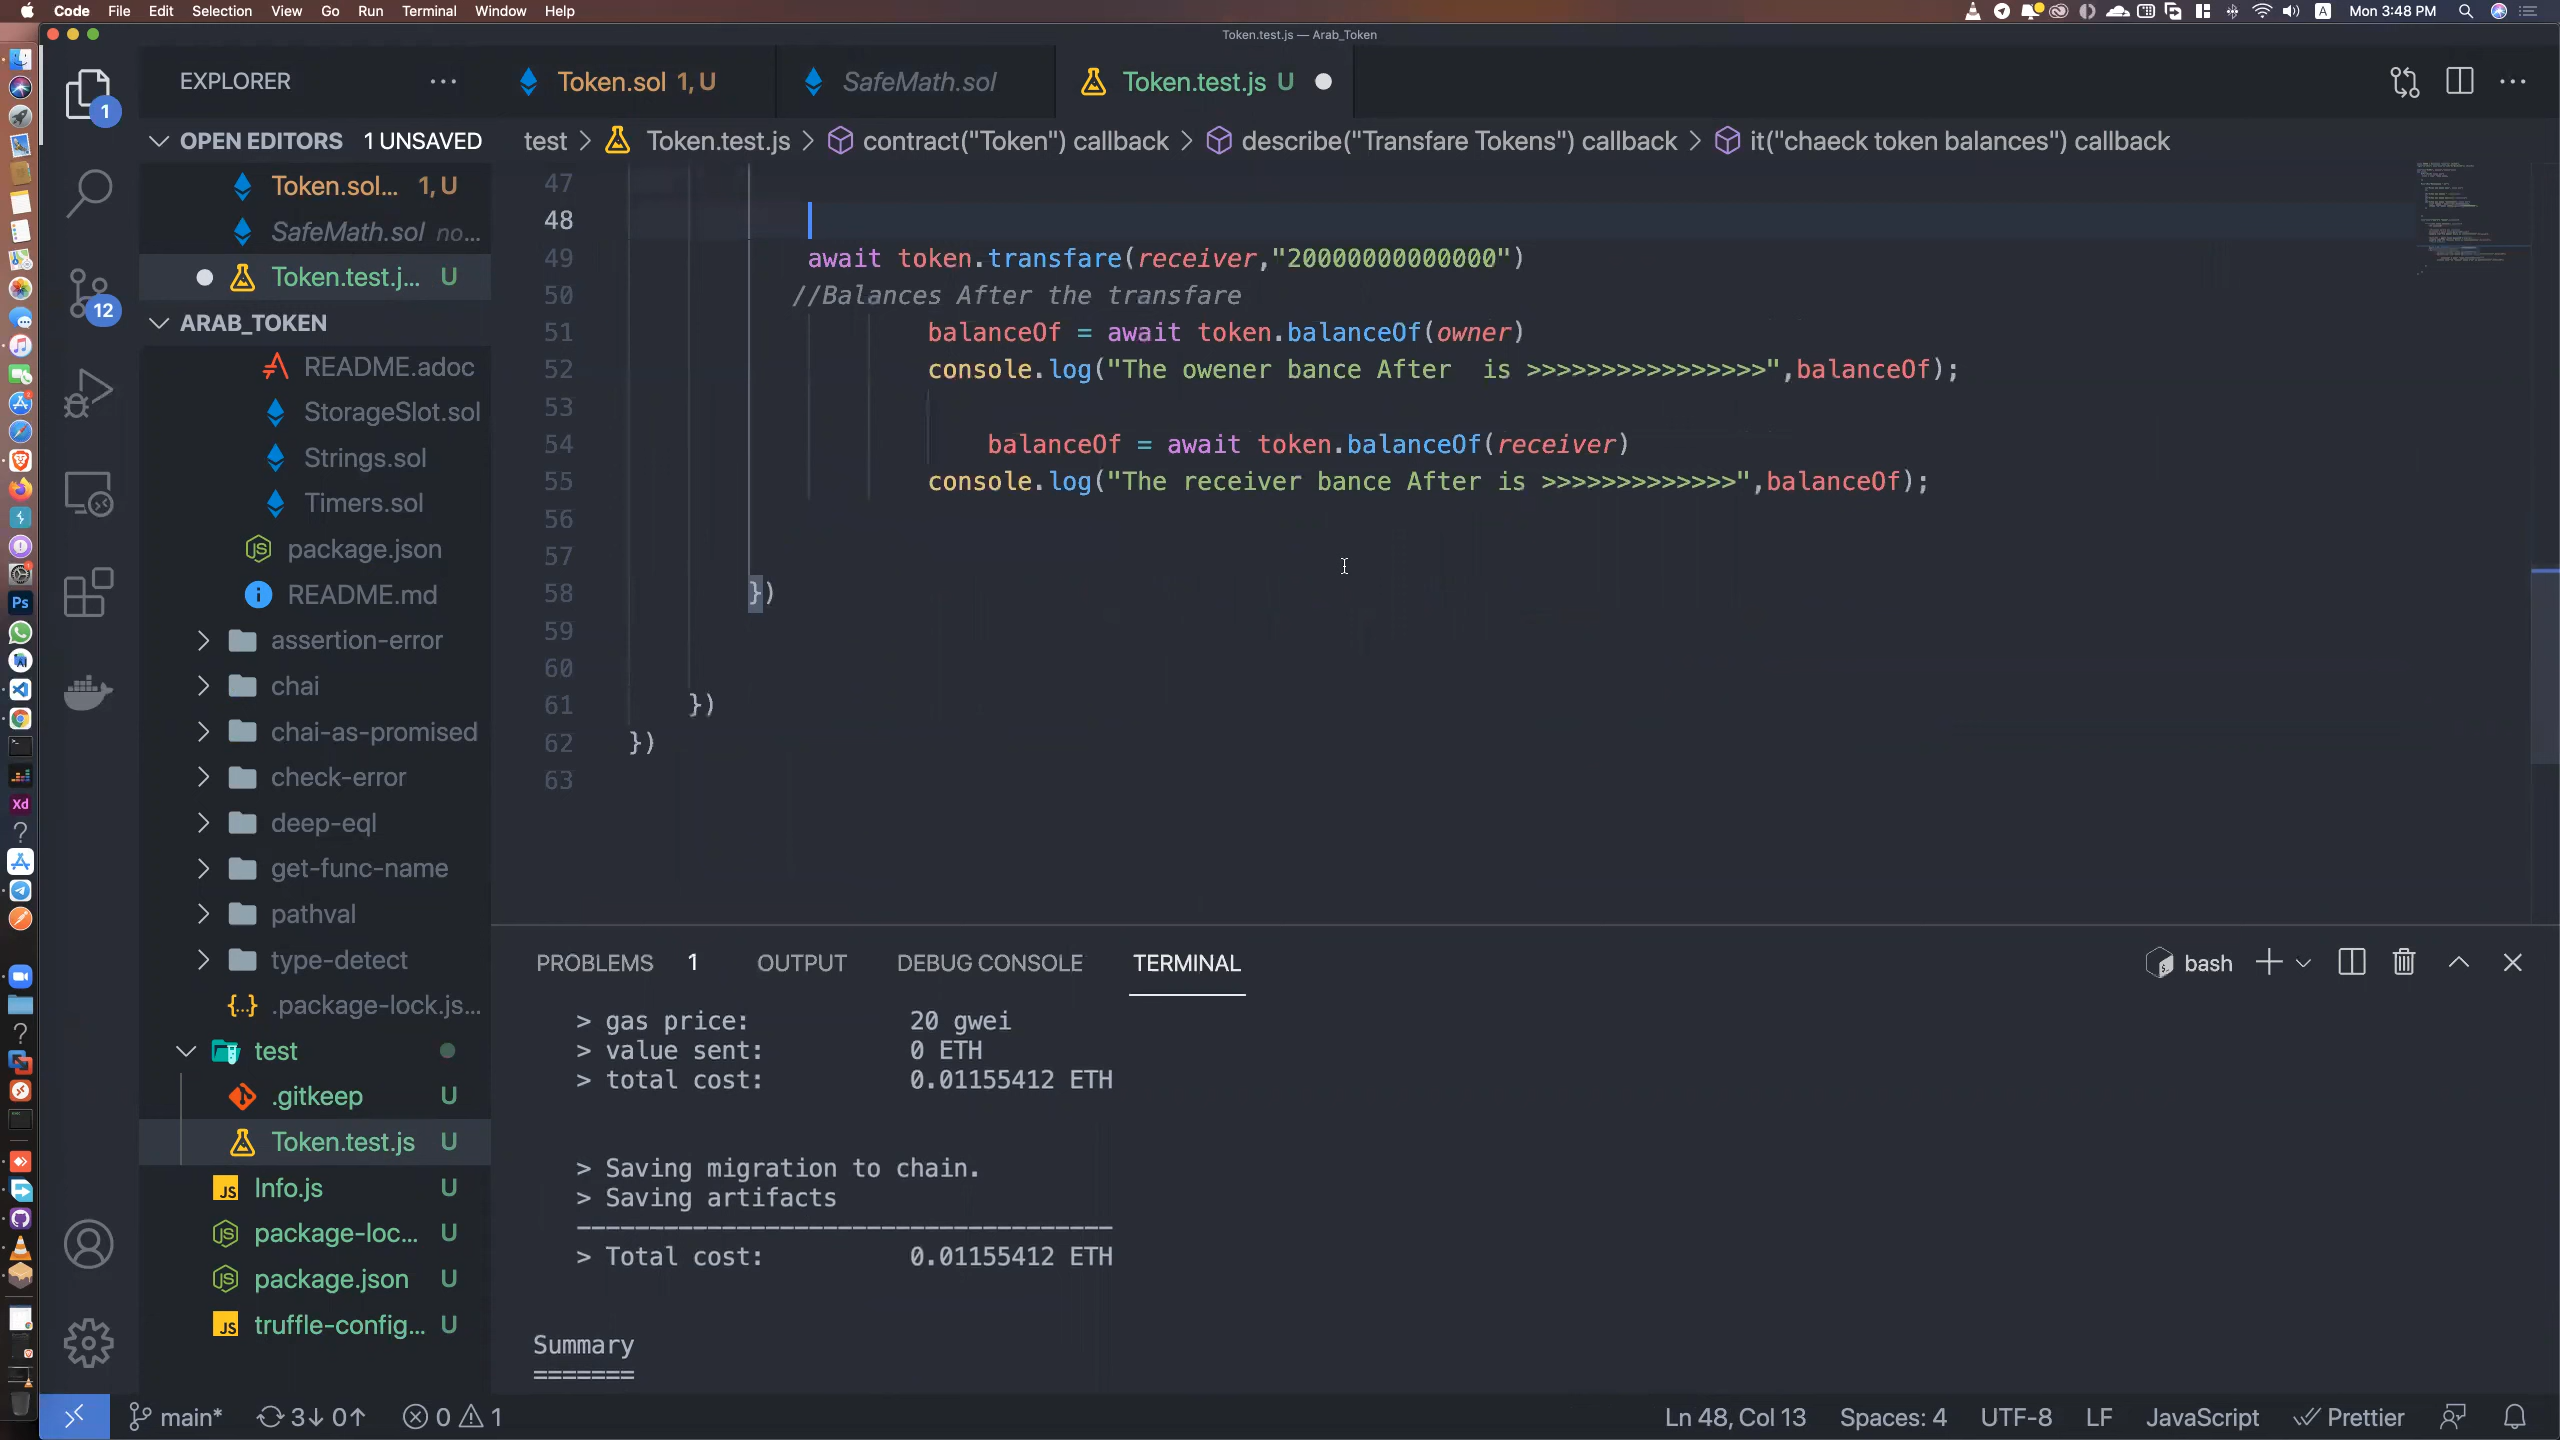 Code File Edit Selection View Go Run Terminal Window Help
A Mon 3:48 PM
Token.test.js — Arab_Token
EXPLORER
Token.sol 1, U
SafeMath.sol
Token.test.js U
OPEN EDITORS 1 UNSAVED
test > Token.test.js > contract("Token") callback > describe("Transfare Tokens") callback > it("chaeck token balances") callback
Token.sol... 1, U
SafeMath.sol no...
Token.test.j... U
ARAB_TOKEN
README.adoc
StorageSlot.sol
Strings.sol
Timers.sol
package.json
README.md
assertion-error
chai
chai-as-promised
check-error
deep-eql
get-func-name
pathval
type-detect
.package-lock.js...
test
.gitkeep U
Token.test.js U
Info.js U
package-loc... U
package.json U
truffle-config... U
1
12
Ps
Xd
47
48
49 await token.transfare(receiver,"20000000000000")
50 //Balances After the transfare
51 balanceOf = await token.balanceOf(owner)
52 console.log("The owener bance After  is >>>>>>>>>>>>>>>>",balanceOf);
53
54 balanceOf = await token.balanceOf(receiver)
55 console.log("The receiver bance After is >>>>>>>>>>>>>",balanceOf);
56
57
58 })
59
60
61 })
62 })
63
PROBLEMS 1 OUTPUT DEBUG CONSOLE TERMINAL
bash
> gas price: 20 gwei
> value sent: 0 ETH
> total cost: 0.01155412 ETH
> Saving migration to chain.
> Saving artifacts
-------------------------------------
> Total cost: 0.01155412 ETH
Summary
=======
main* 3↓ 0↑ 0 1
Ln 48, Col 13 Spaces: 4 UTF-8 LF JavaScript Prettier